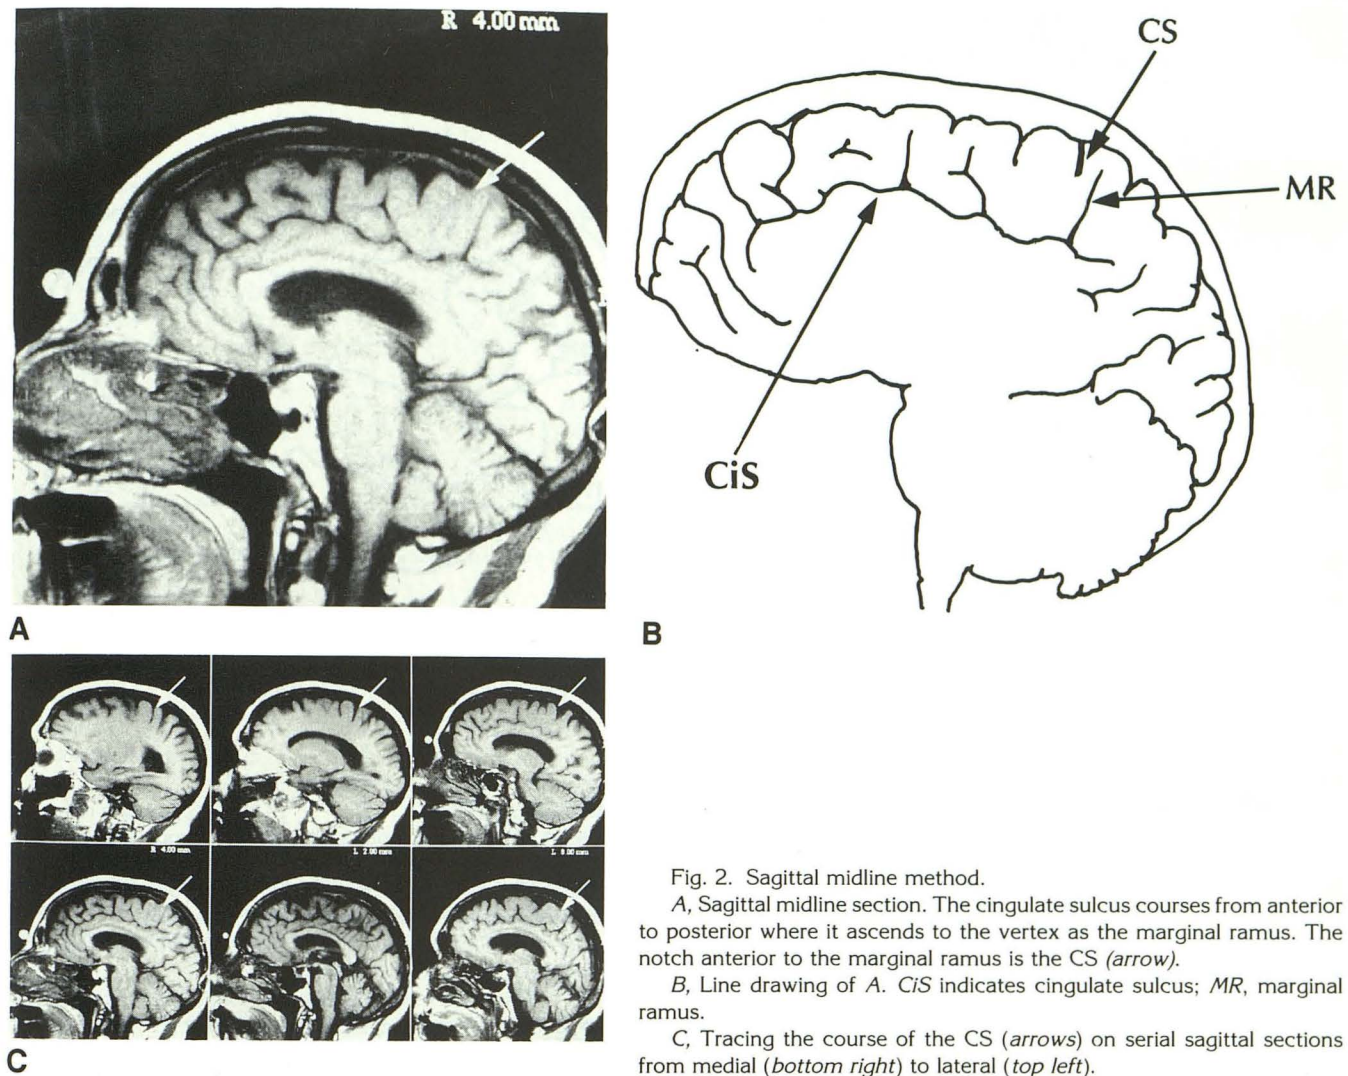 R 4.00 mm
CS
MR
CiS
A
B
R 4.00 mm
L 2.00 mm
L 8.00 mm
C
Fig. 2. Sagittal midline method.
A, Sagittal midline section. The cingulate sulcus courses from anterior
to posterior where it ascends to the vertex as the marginal ramus. The
notch anterior to the marginal ramus is the CS (arrow).
B, Line drawing of A. CiS indicates cingulate sulcus; MR, marginal
ramus.
C, Tracing the course of the CS (arrows) on serial sagittal sections
from medial (bottom right) to lateral (top left).